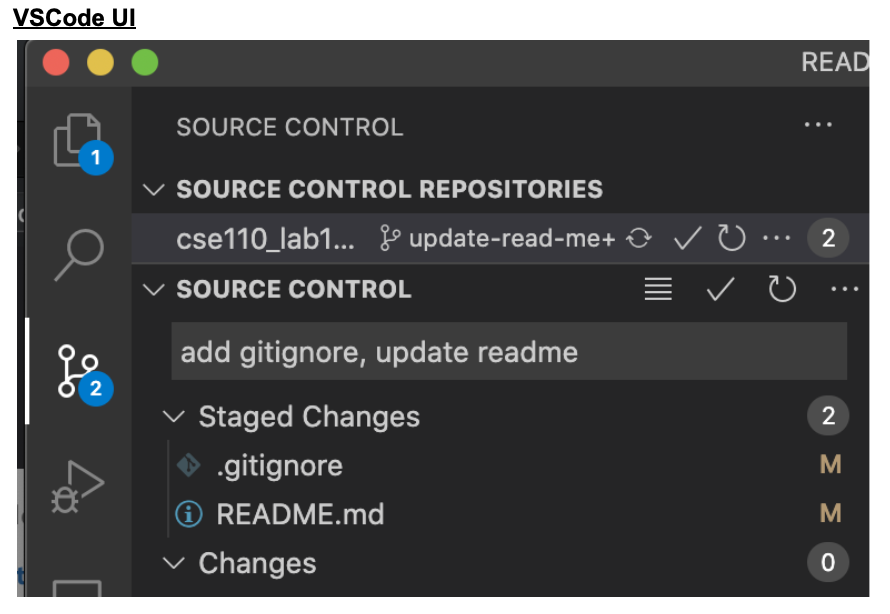 VSCode UI
READ
SOURCE CONTROL ...
1
SOURCE CONTROL REPOSITORIES
cse110_lab1... update-read-me+ ... 2
SOURCE CONTROL ...
add gitignore, update readme
2
Staged Changes 2
.gitignore M
README.md M
Changes 0